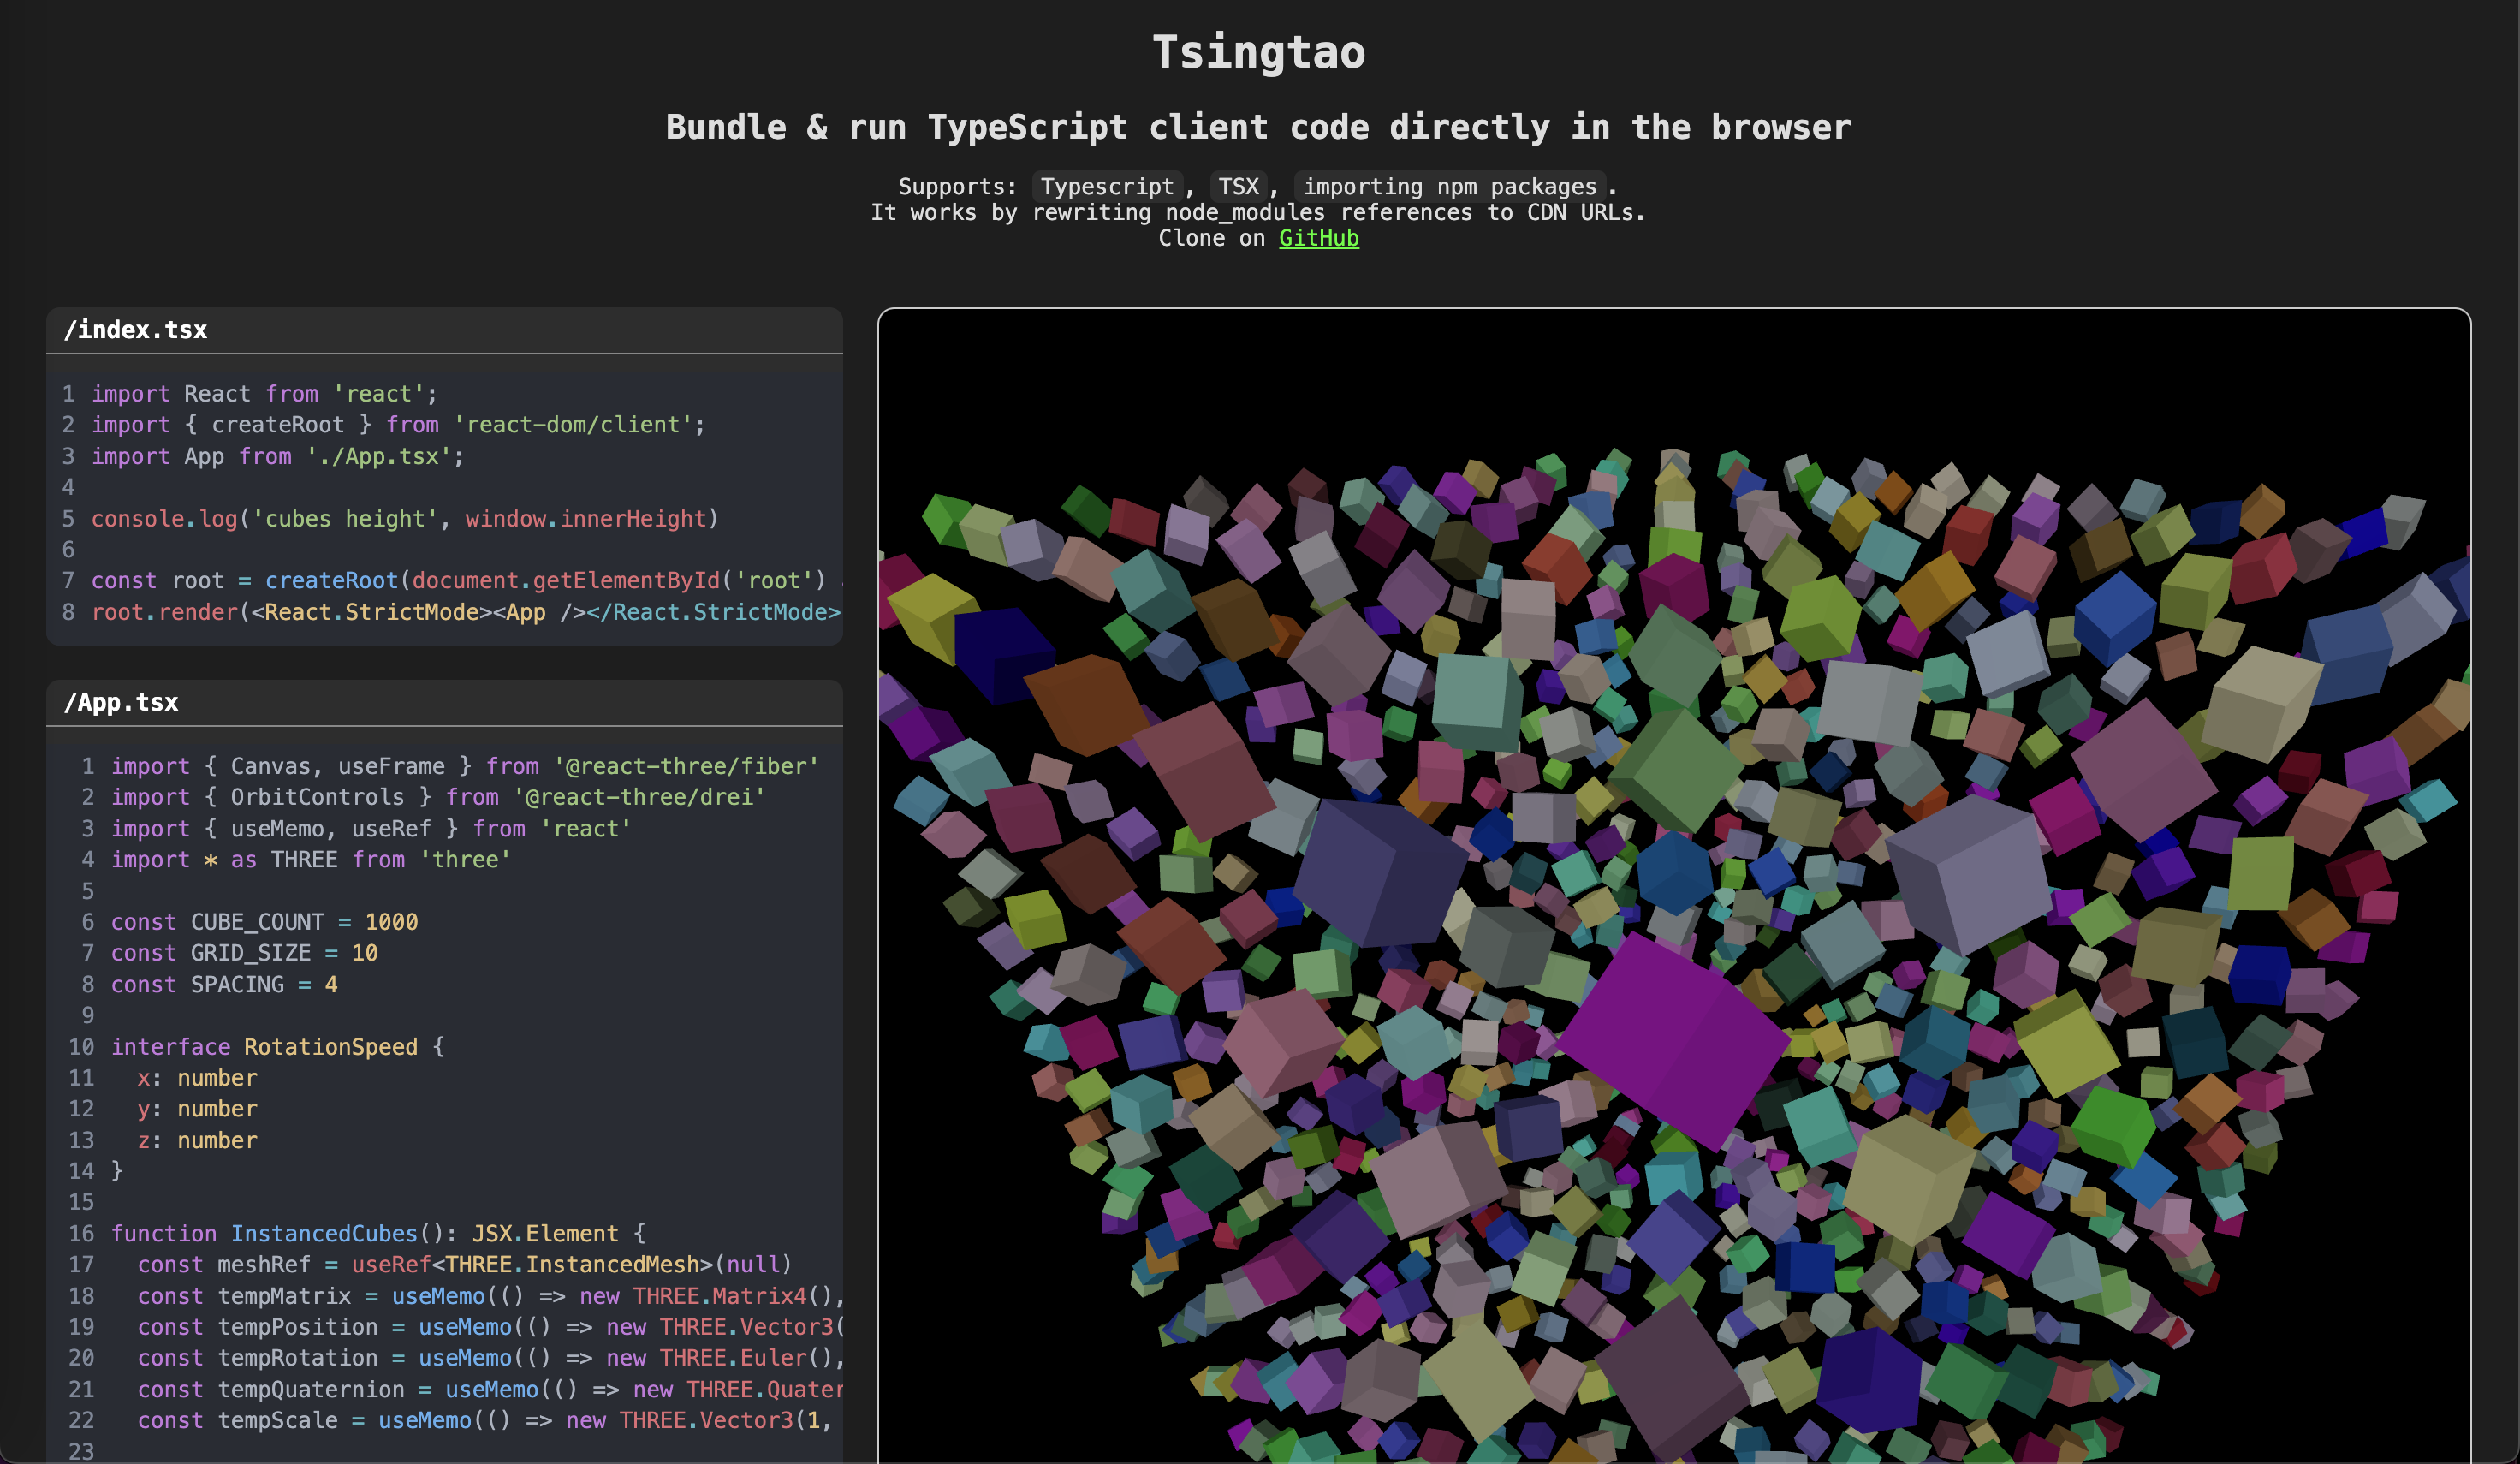 Tsingtao
Bundle & run TypeScript client code directly in the browser
Supports: Typescript, TSX, importing npm packages.
It works by rewriting node_modules references to CDN URLs.
Clone on GitHub
/index.tsx
1 import React from 'react';
2 import { createRoot } from 'react-dom/client';
3 import App from './App.tsx';
4
5 console.log('cubes height', window.innerHeight)
6
7 const root = createRoot(document.getElementById('root')
8 root.render(<React.StrictMode><App /></React.StrictMode>
/App.tsx
1 import { Canvas, useFrame } from '@react-three/fiber'
2 import { OrbitControls } from '@react-three/drei'
3 import { useMemo, useRef } from 'react'
4 import * as THREE from 'three'
5
6 const CUBE_COUNT = 1000
7 const GRID_SIZE = 10
8 const SPACING = 4
9
10 interface RotationSpeed {
11   x: number
12   y: number
13   z: number
14 }
15
16 function InstancedCubes(): JSX.Element {
17   const meshRef = useRef<THREE.InstancedMesh>(null)
18   const tempMatrix = useMemo(() => new THREE.Matrix4(),
19   const tempPosition = useMemo(() => new THREE.Vector3(
20   const tempRotation = useMemo(() => new THREE.Euler(),
21   const tempQuaternion = useMemo(() => new THREE.Quater
22   const tempScale = useMemo(() => new THREE.Vector3(1,
23